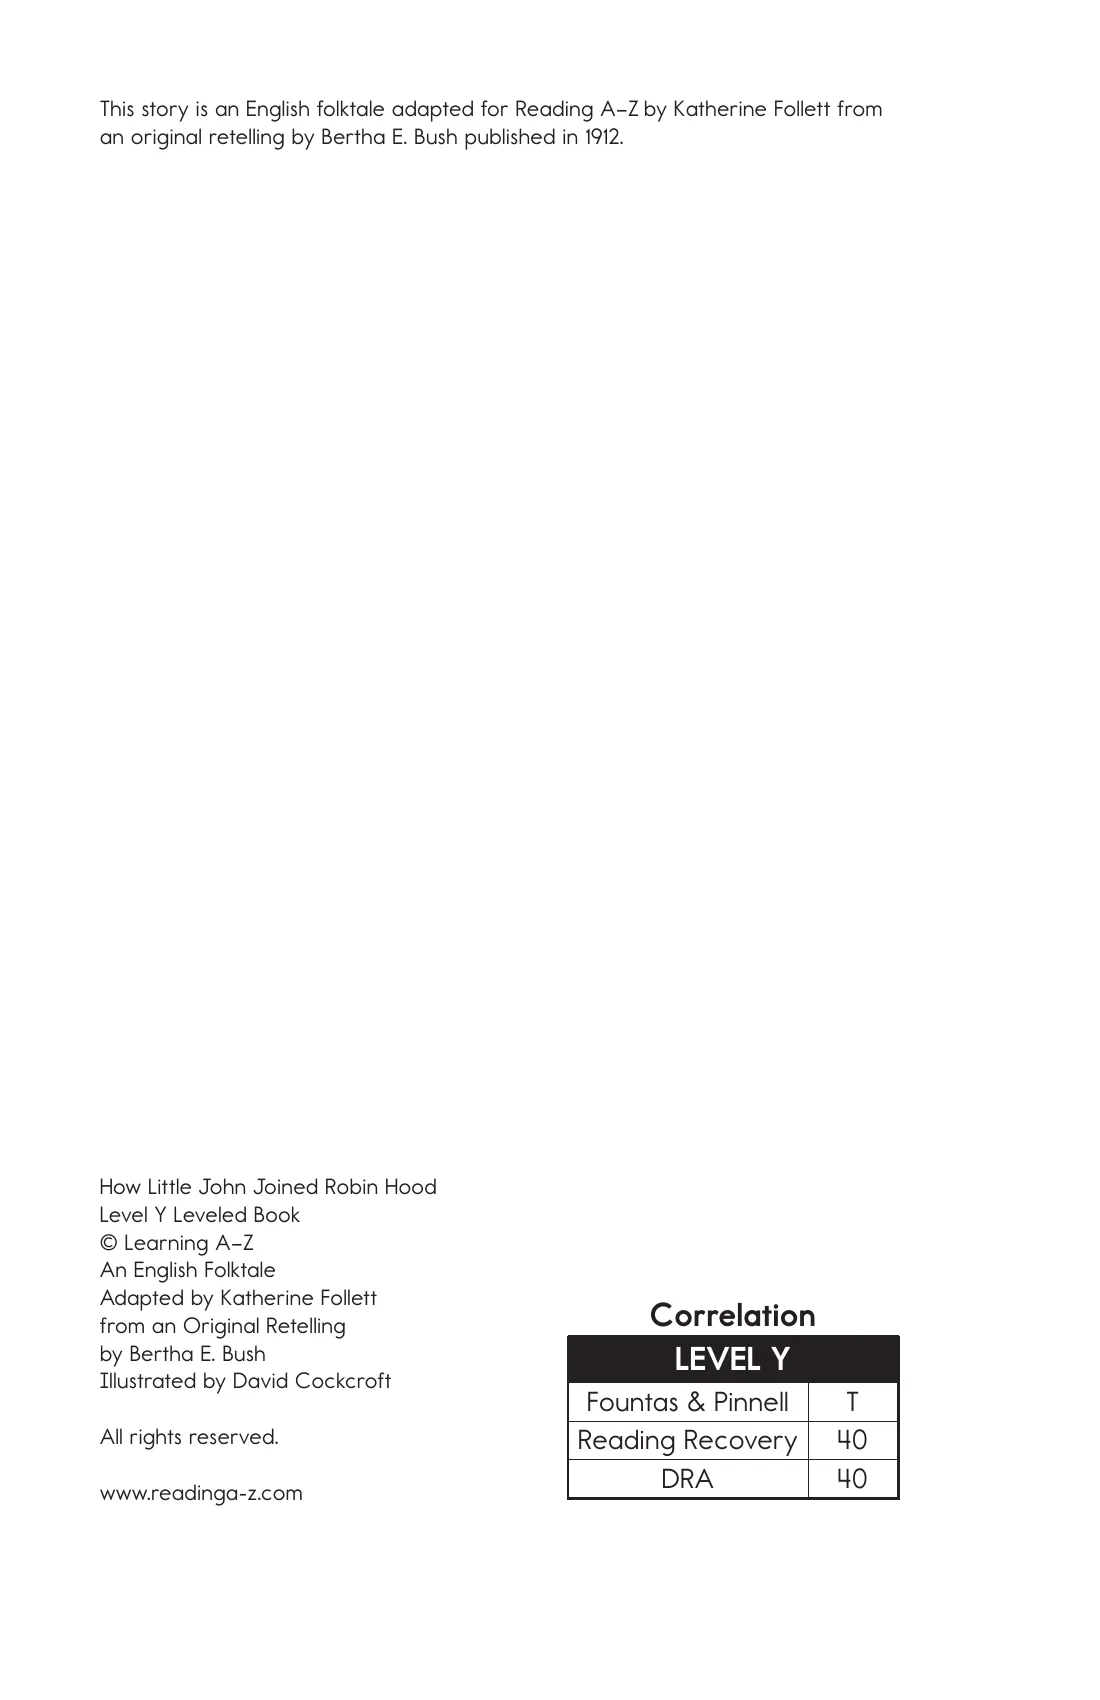 This story is an English folktale adapted for Reading A–Z by Katherine Follett from
an original retelling by Bertha E. Bush published in 1912.
How Little John Joined Robin Hood
Level Y Leveled Book
© Learning A–Z
An English Folktale
Adapted by Katherine Follett
from an Original Retelling
by Bertha E. Bush
Illustrated by David Cockcroft
All rights reserved.
www.readinga-z.com
Correlation
LEVEL Y
Fountas & Pinnell T
Reading Recovery 40
DRA 40